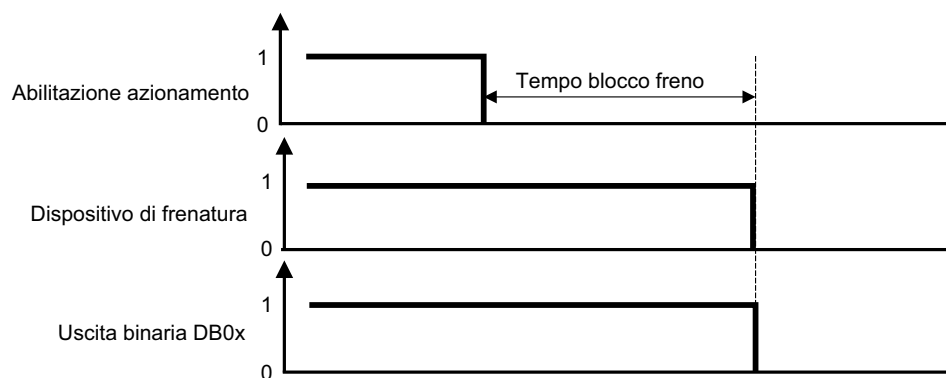 1
Tempo blocco freno
Abilitazione azionamento
0
1
Dispositivo di frenatura
0
1
Uscita binaria DB0x
0